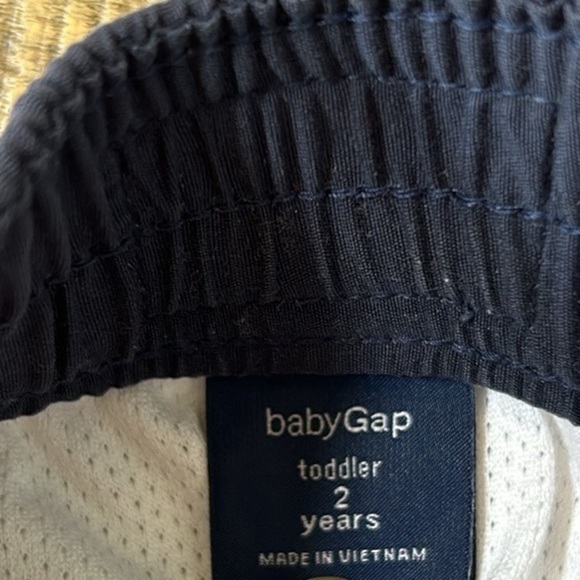 babyGap
toddler
2
years
MADE IN VIETNAM